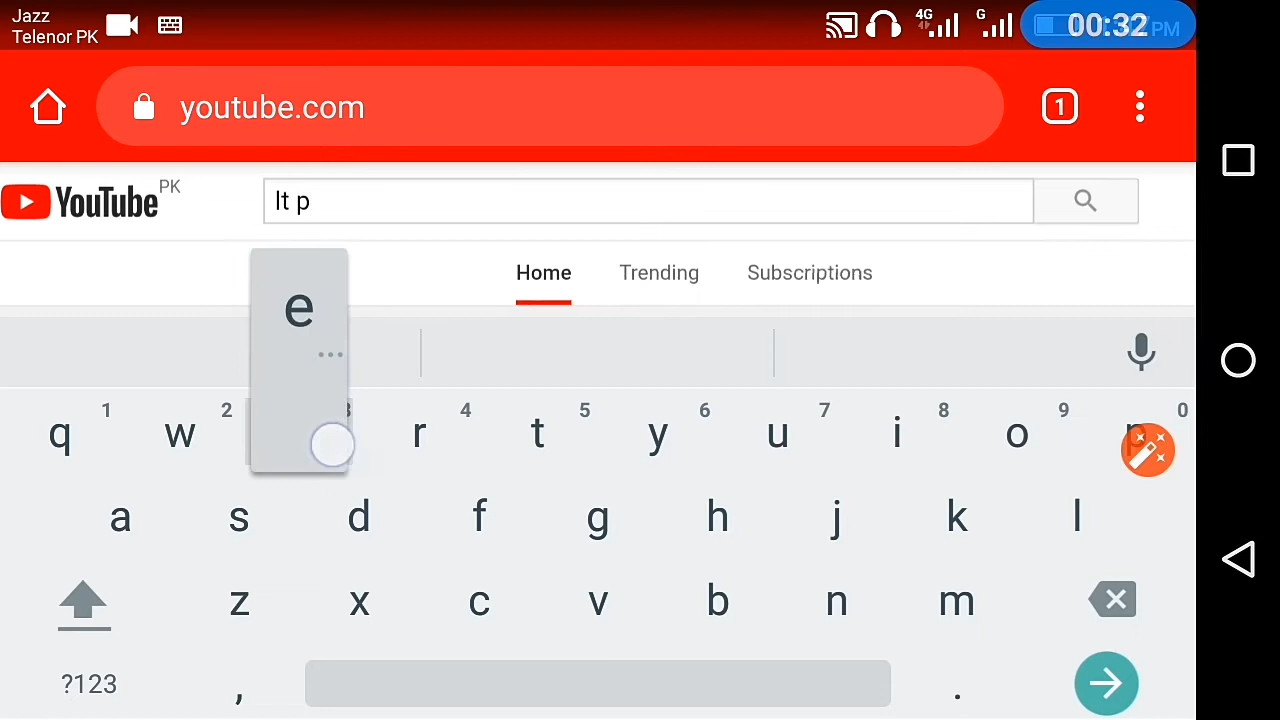 Jazz
Telenor PK
4G G 00:32 PM
youtube.com 1
YouTube PK
It p
Home Trending Subscriptions
e
q 1 w 2 3 r 4 t 5 y 6 u 7 i 8 o 9 p 0
a s d f g h j k l
z x c v b n m
?123 , .